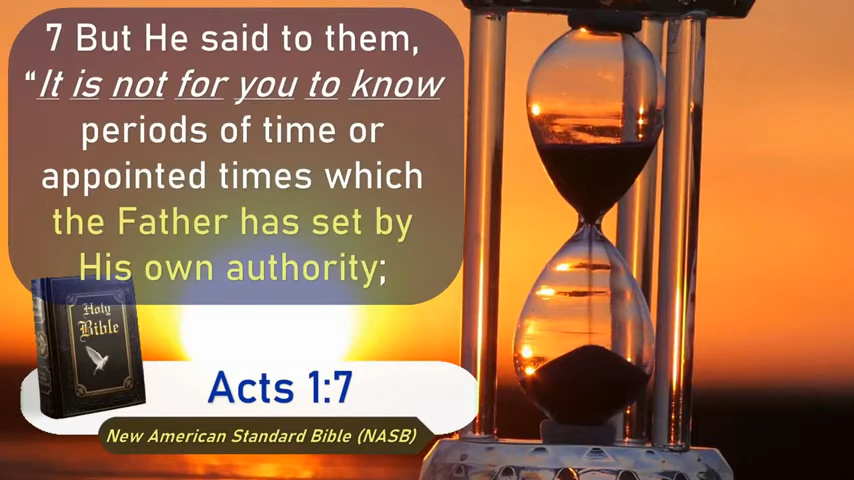 7 But He said to them,
“It is not for you to know
periods of time or
appointed times which
the Father has set by
His own authority;
Holy
Bible
Acts 1:7
New American Standard Bible (NASB)